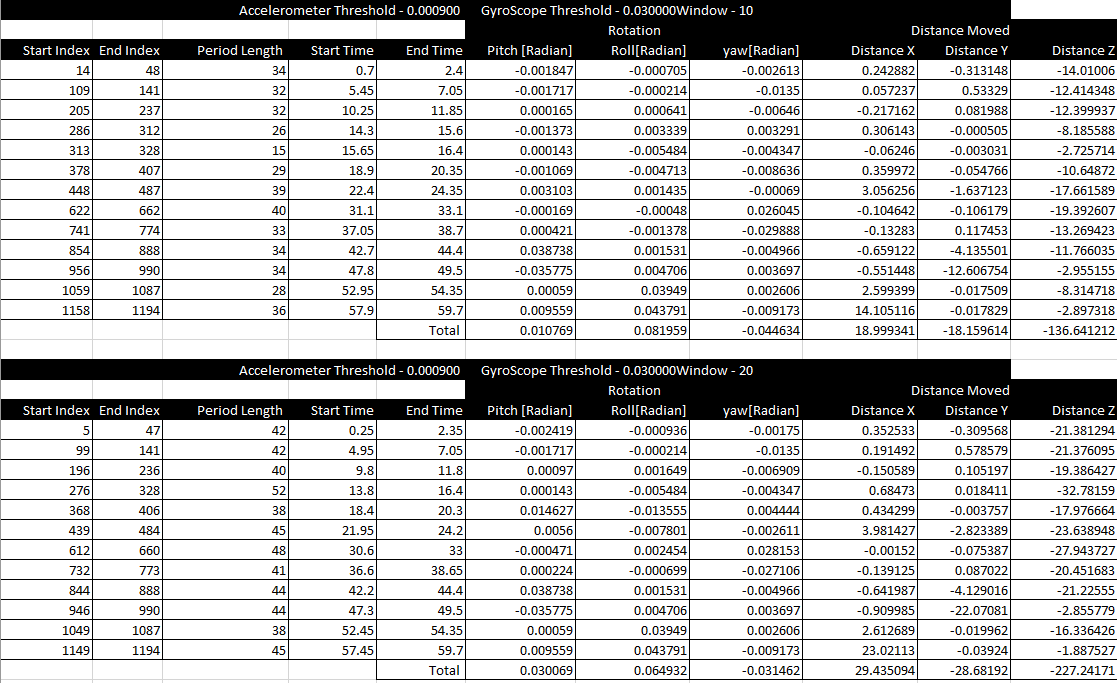 Accelerometer Threshold - 0.000900 GyroScope Threshold - 0.030000Window - 10
Rotation Distance Moved
Start Index End Index Period Length Start Time End Time Pitch [Radian] Roll[Radian] yaw[Radian] Distance X Distance Y Distance Z
14 48 34 0.7 2.4 -0.001847 -0.000705 -0.002613 0.242882 -0.313148 -14.01006
109 141 32 5.45 7.05 -0.001717 -0.000214 -0.0135 0.057237 0.53329 -12.414348
205 237 32 10.25 11.85 0.000165 0.000641 -0.00646 -0.217162 0.081988 -12.399937
286 312 26 14.3 15.6 -0.001373 0.003339 0.003291 0.306143 -0.000505 -8.185588
313 328 15 15.65 16.4 0.000143 -0.005484 -0.004347 -0.06246 -0.003031 -2.725714
378 407 29 18.9 20.35 -0.001069 -0.004713 -0.008636 0.359972 -0.054766 -10.64872
448 487 39 22.4 24.35 0.003103 0.001435 -0.00069 3.056256 -1.637123 -17.661589
622 662 40 31.1 33.1 -0.000169 -0.00048 0.026045 -0.104642 -0.106179 -19.392607
741 774 33 37.05 38.7 0.000421 -0.001378 -0.029888 -0.13283 0.117453 -13.269423
854 888 34 42.7 44.4 0.038738 0.001531 -0.004966 -0.659122 -4.135501 -11.766035
956 990 34 47.8 49.5 -0.035775 0.004706 0.003697 -0.551448 -12.606754 -2.955155
1059 1087 28 52.95 54.35 0.00059 0.03949 0.002606 2.599399 -0.017509 -8.314718
1158 1194 36 57.9 59.7 0.009559 0.043791 -0.009173 14.105116 -0.017829 -2.897318
Total 0.010769 0.081959 -0.044634 18.999341 -18.159614 -136.641212
Accelerometer Threshold - 0.000900 GyroScope Threshold - 0.030000Window - 20
Rotation Distance Moved
Start Index End Index Period Length Start Time End Time Pitch [Radian] Roll[Radian] yaw[Radian] Distance X Distance Y Distance Z
5 47 42 0.25 2.35 -0.002419 -0.000936 -0.00175 0.352533 -0.309568 -21.381294
99 141 42 4.95 7.05 -0.001717 -0.000214 -0.0135 0.191492 0.578579 -21.376095
196 236 40 9.8 11.8 0.00097 0.001649 -0.006909 -0.150589 0.105197 -19.386427
276 328 52 13.8 16.4 0.000143 -0.005484 -0.004347 0.68473 0.018411 -32.78159
368 406 38 18.4 20.3 0.014627 -0.013555 0.004444 0.434299 -0.003757 -17.976664
439 484 45 21.95 24.2 0.0056 -0.007801 -0.002611 3.981427 -2.823389 -23.638948
612 660 48 30.6 33 -0.000471 0.002454 0.028153 -0.00152 -0.075387 -27.943727
732 773 41 36.6 38.65 0.000224 -0.000699 -0.027106 -0.139125 0.087022 -20.451683
844 888 44 42.2 44.4 0.038738 0.001531 -0.004966 -0.641987 -4.129016 -21.22555
946 990 44 47.3 49.5 -0.035775 0.004706 0.003697 -0.909985 -22.07081 -2.855779
1049 1087 38 52.45 54.35 0.00059 0.03949 0.002606 2.612689 -0.019962 -16.336426
1149 1194 45 57.45 59.7 0.009559 0.043791 -0.009173 23.02113 -0.03924 -1.887527
Total 0.030069 0.064932 -0.031462 29.435094 -28.68192 -227.24171